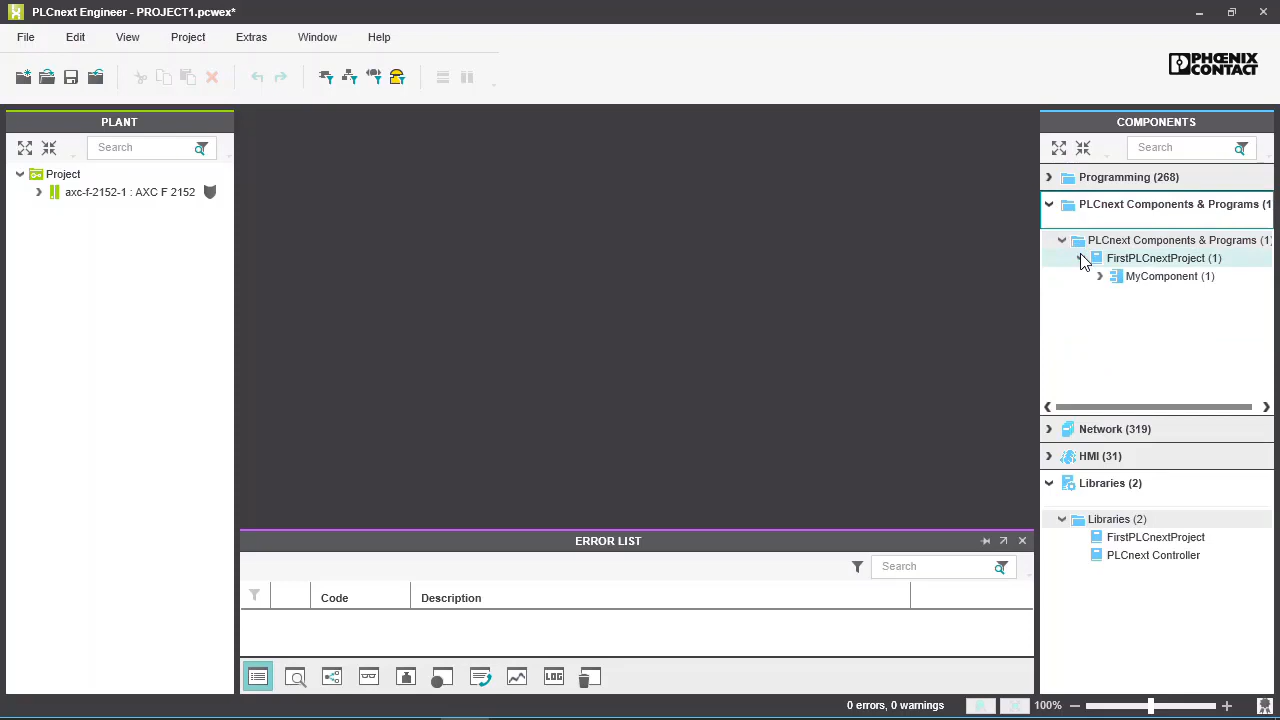 PLCnext Engineer - PROJECT1.pcwex*
File Edit View Project Extras Window Help
PHŒNIX
CONTACT
PLANT
Search
Project
axc-f-2152-1 : AXC F 2152
COMPONENTS
Search
Programming (268)
PLCnext Components & Programs (1
PLCnext Components & Programs (1)
FirstPLCnextProject (1)
MyComponent (1)
Network (319)
HMI (31)
Libraries (2)
Libraries (2)
FirstPLCnextProject
PLCnext Controller
ERROR LIST
Search
Code Description
LOG
0 errors, 0 warnings 100%